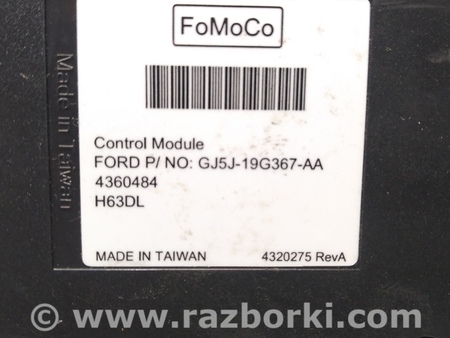 FoMoCo
Made in Taiwan
Control Module
FORD P/ NO: GJ5J-19G367-AA
4360484
H63DL
MADE IN TAIWAN 4320275 RevA
© www.razborki.com